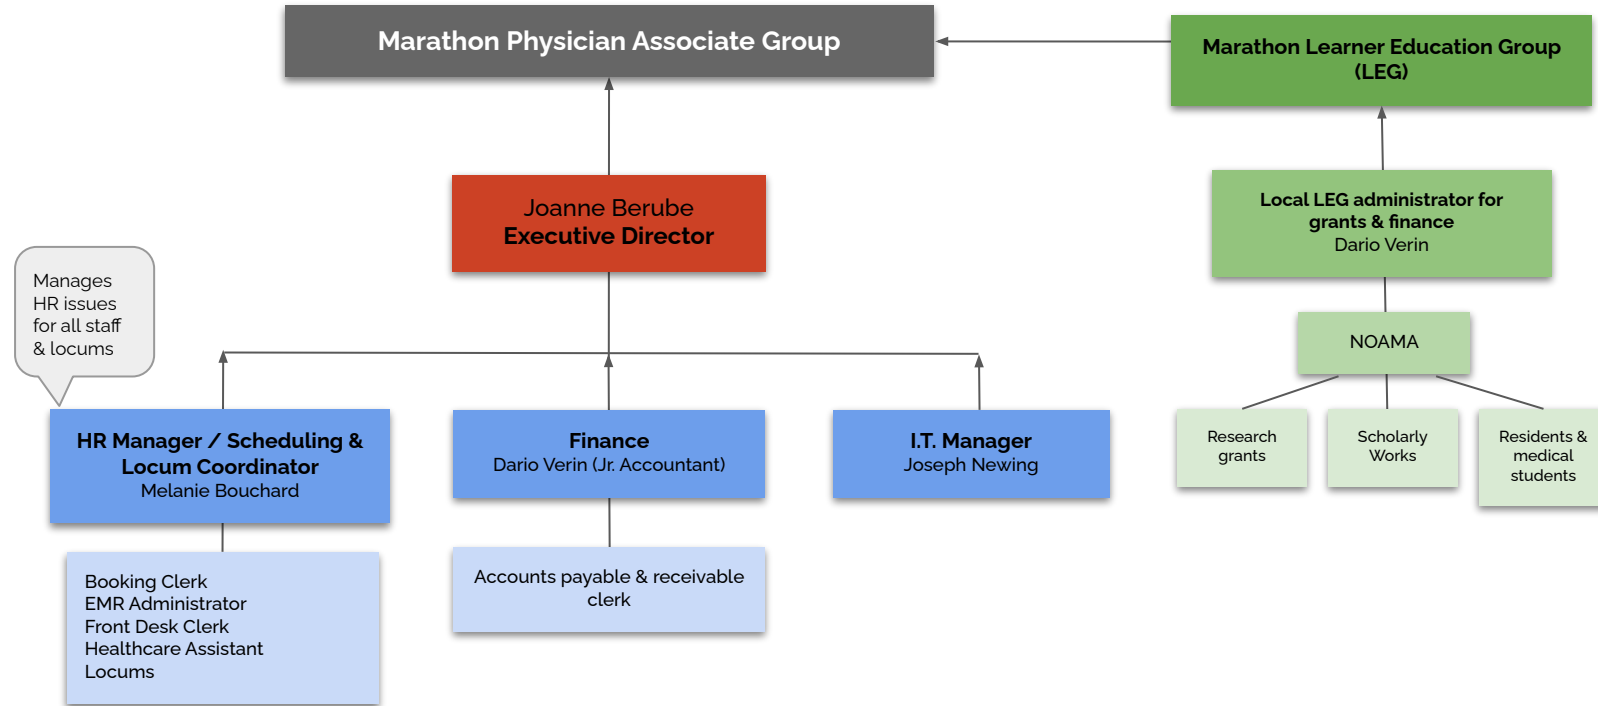 Marathon Physician Associate Group
Marathon Learner Education Group
(LEG)
Joanne Berube
Executive Director
Local LEG administrator for
grants & finance
Dario Verin
Manages
HR issues
for all staff
& locums
NOAMA
HR Manager / Scheduling &
Locum Coordinator
Melanie Bouchard
Finance
Dario Verin (Jr. Accountant)
I.T. Manager
Joseph Newing
Research
grants
Scholarly
Works
Residents &
medical
students
Booking Clerk
EMR Administrator
Front Desk Clerk
Healthcare Assistant
Locums
Accounts payable & receivable
clerk